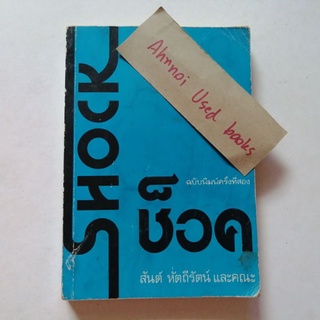 SHOCK
Ahnnoi Used books
ฉบับพิมพ์ครั้งที่สอง
ช็อค
สันต์ หัตถีรัตน์ และคณะ